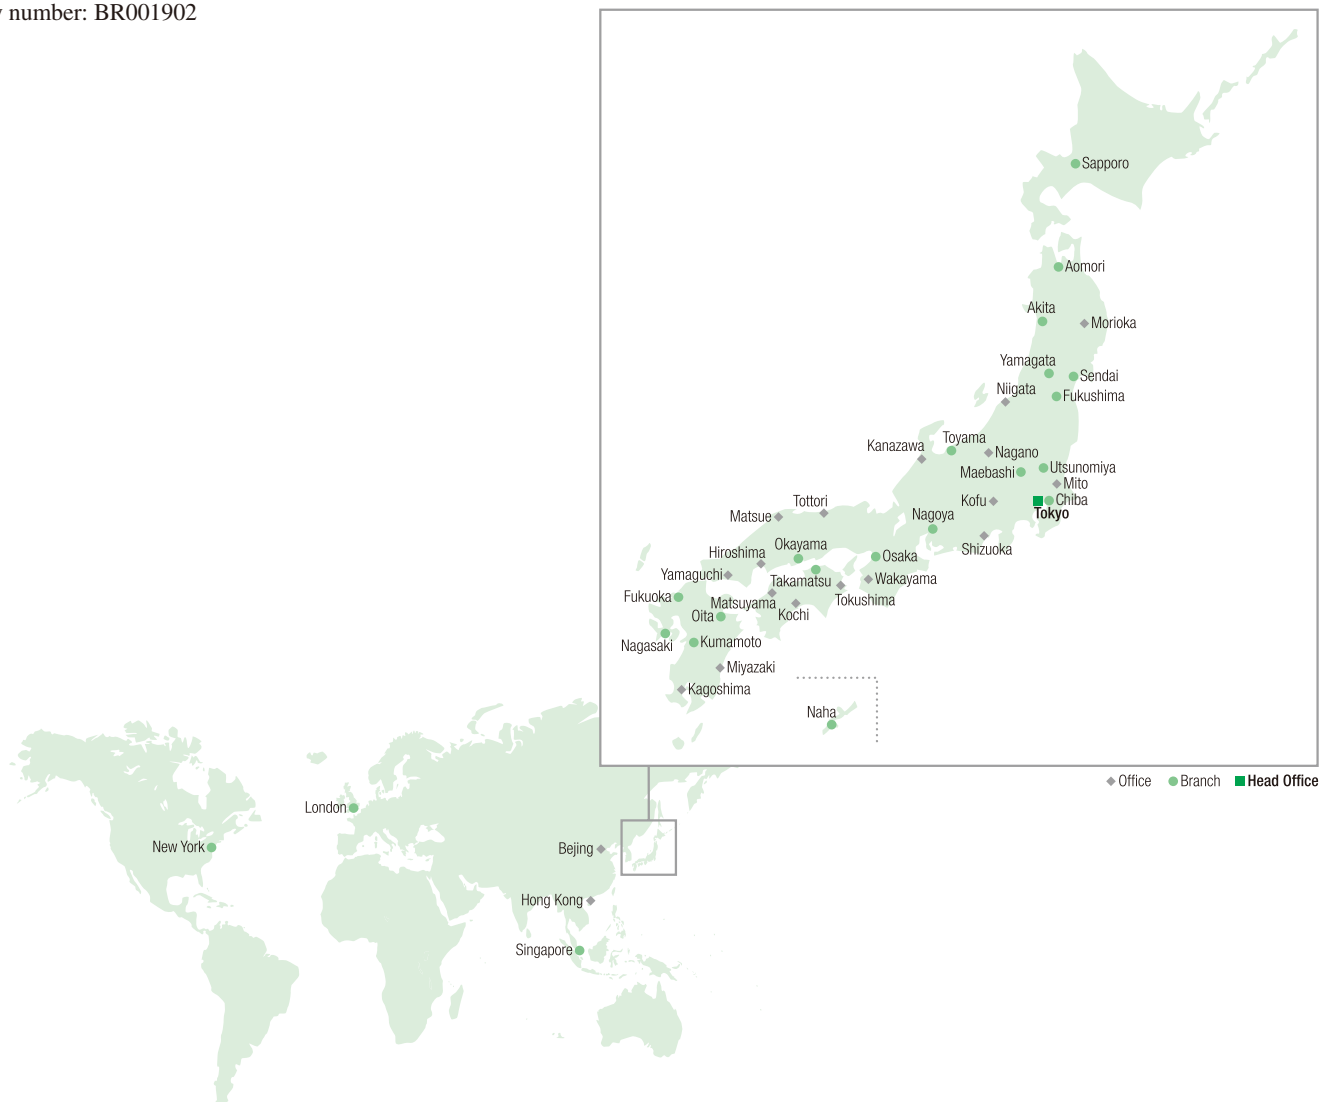 number: BR001902
Sapporo
Aomori
Akita
Morioka
Yamagata
Sendai
Niigata
Fukushima
Toyama
Kanazawa
Nagano
Utsunomiya
Maebashi
Mito
Kofu
Chiba
Tokyo
Tottori
Matsue
Nagoya
Shizuoka
Okayama
Hiroshima
Osaka
Yamaguchi
Takamatsu
Wakayama
Fukuoka
Matsuyama
Tokushima
Oita
Kochi
Nagasaki
Kumamoto
Miyazaki
Kagoshima
Naha
Office
Branch
Head Office
London
New York
Bejing
Hong Kong
Singapore